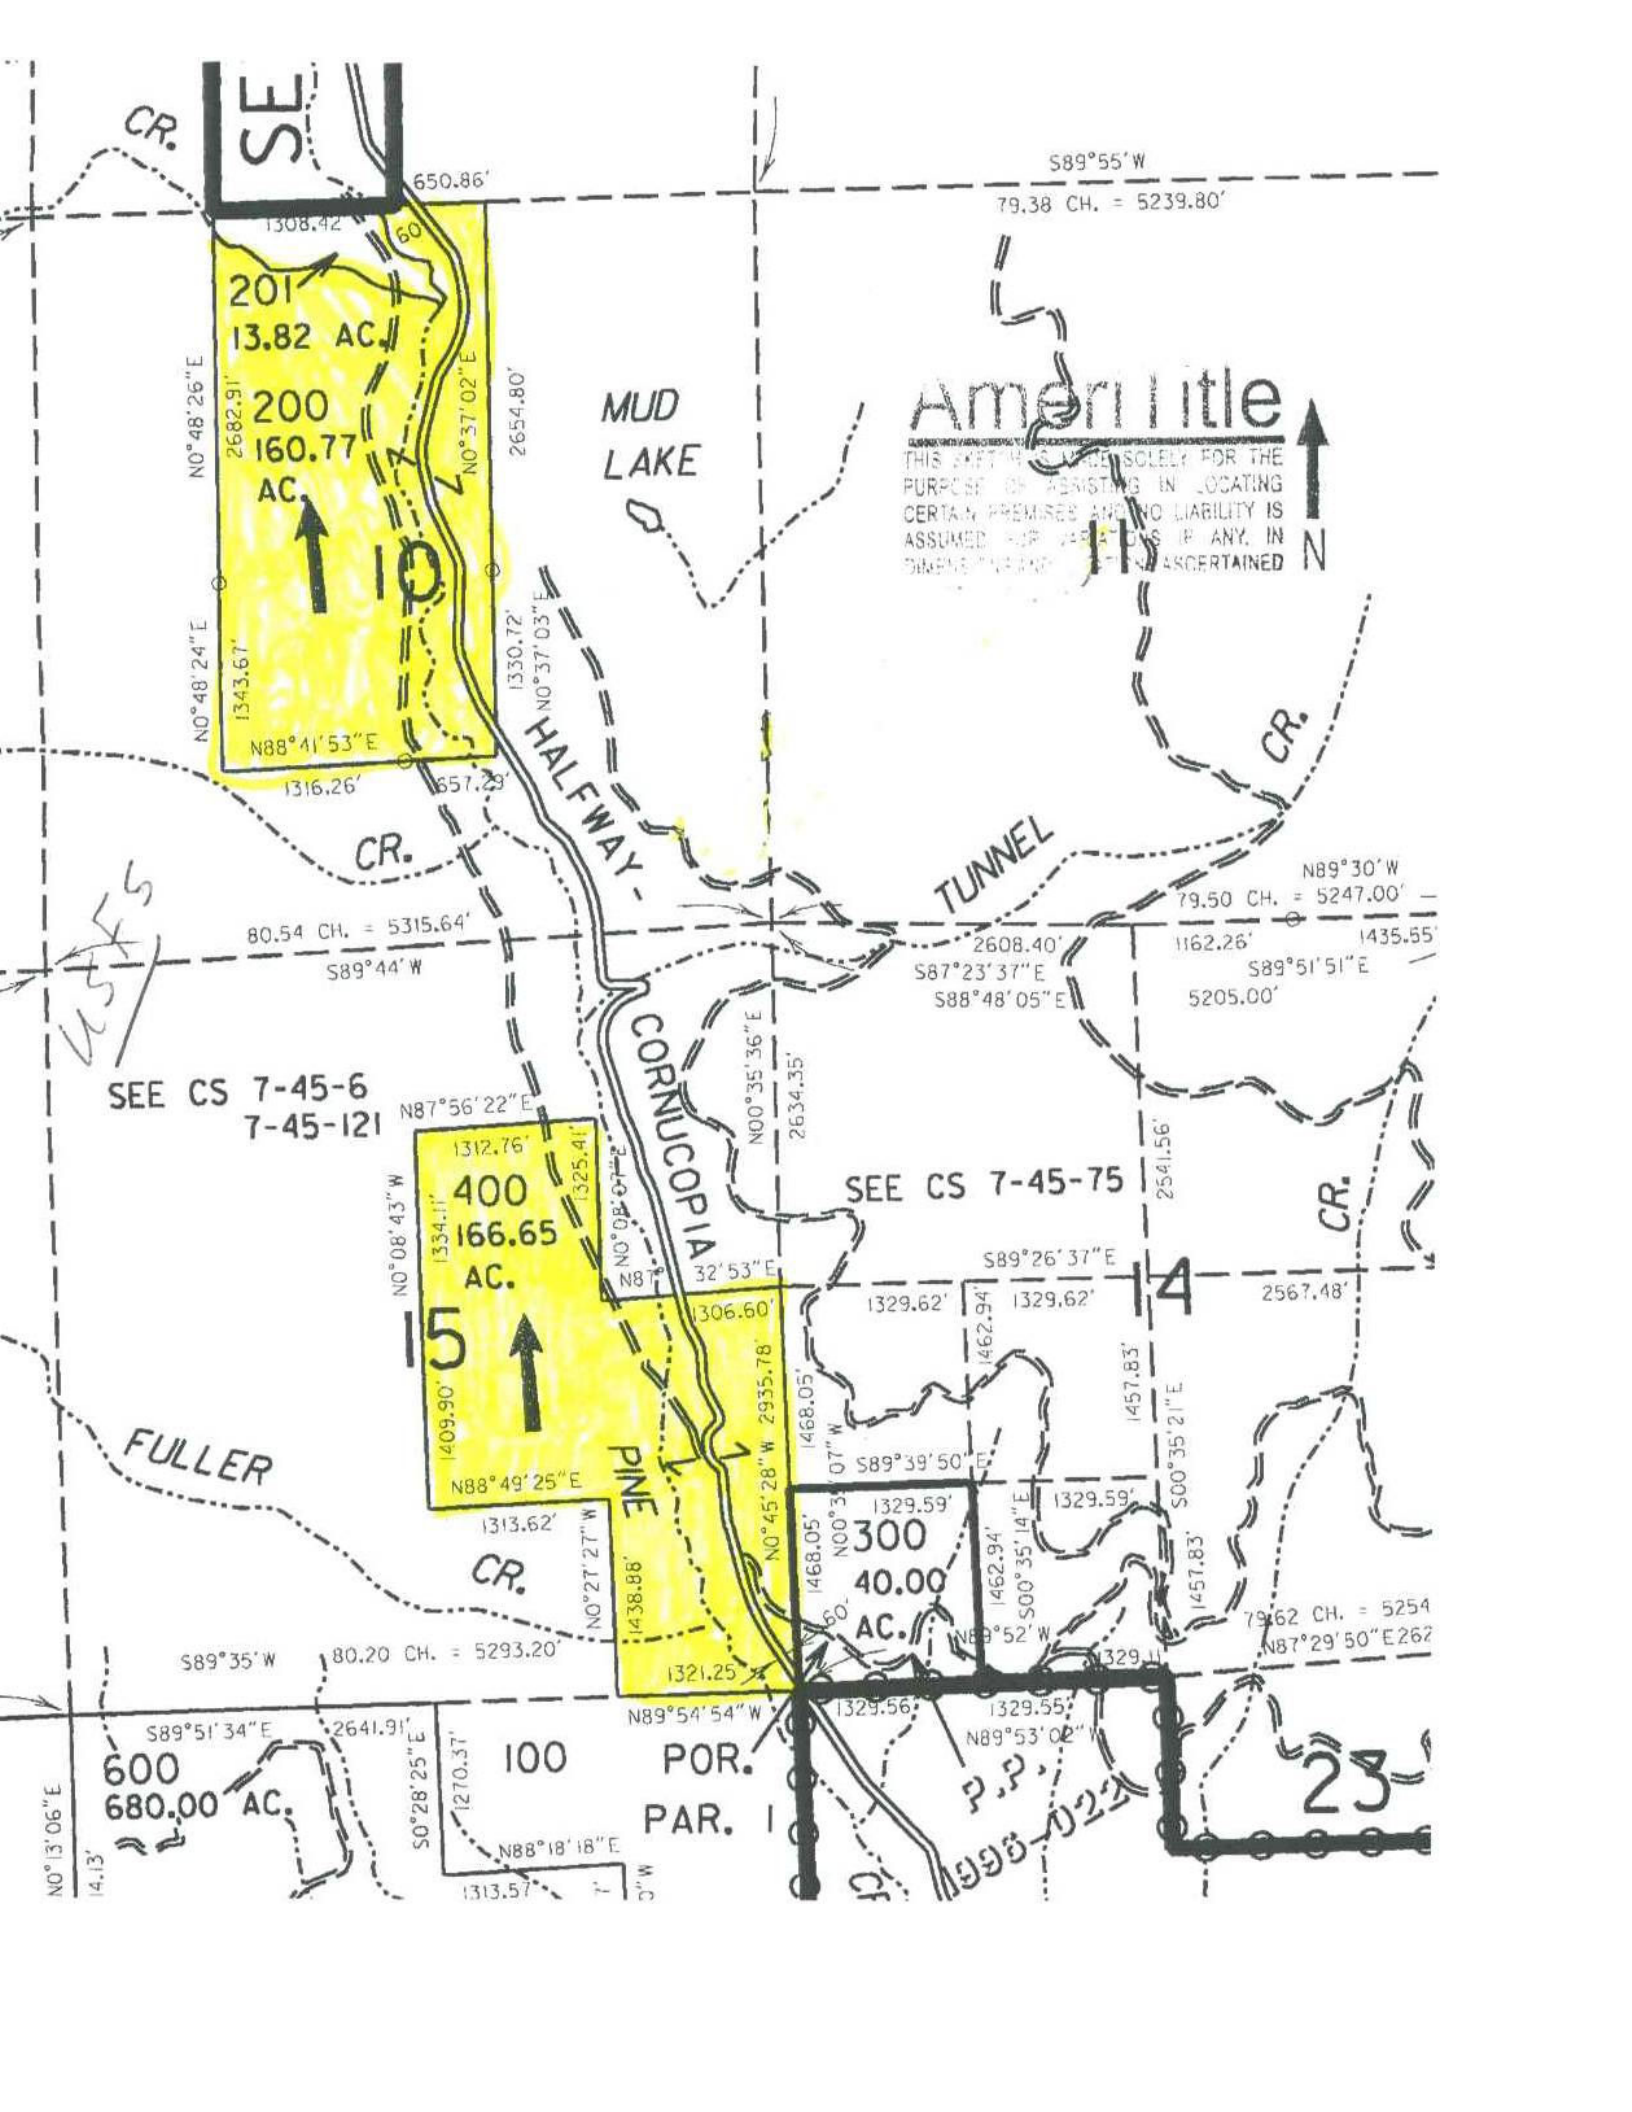 SE
CR.
650.86'
S89°55'W
79.38 CH. = 5239.80'
1308.42'
60'
201
13.82 AC.
200
160.77
AC.
N0°48'26"E
2682.91'
N0°37'02"E
2654.80'
MUD
LAKE
AmeriTitle
THIS SKETCH IS MADE SOLELY FOR THE
PURPOSE OF ASSISTING IN LOCATING
CERTAIN PREMISES AND NO LIABILITY IS
ASSUMED FOR VARIATIONS IF ANY, IN
ASCERTAINED
N
10
11
N0°48'24"E
1343.67'
1330.72'
N0°37'03"E
N88°41'53"E
1316.26'
657.29'
HALFWAY-
CR.
CR.
TUNNEL
N89°30'W
79.50 CH. = 5247.00'
USFS
80.54 CH. = 5315.64'
S89°44'W
2608.40'
1162.26'
1435.55'
S87°23'37"E
S89°51'51"E
S88°48'05"E
5205.00'
CORNUCOPIA
N00°35'36"E
2634.35'
SEE CS 7-45-6
7-45-121
N87°56'22"E
1312.76'
1325.41'
N0°08'07"E
400
166.65
AC.
N0°08'43"W
1334.11'
SEE CS 7-45-75
2541.56'
CR.
N87° 32'53"E
1306.60'
S89°26'37"E
1329.62'
1329.62'
14
2567.48'
15
1409.90'
1462.94'
1457.83'
S00°35'21"E
N0°45'28"W 2935.78'
1468.05'
FULLER
CR.
PINE
N88°49'25"E
1313.62'
S89°39'50"E
1329.59'
1329.59'
300
40.00
AC.
1468.05'
1462.94'
S00°35'14"E
1457.83'
N0°27'27"W
1438.88'
60'
N89°52'W
79.62 CH. = 5254
N87°29'50"E 262
S89°35'W
80.20 CH. = 5293.20'
1321.25'
N89°54'54"W
1329.56'
1329.55'
1329.11
N89°53'02"W
S89°51'34"E
2641.91'
600
680.00 AC.
S0°28'25"E
1270.37'
100
POR.
PAR. 1
P.P.
998-022
23
N0°13'06"E
14.13'
N88°18'18"E
1313.57'